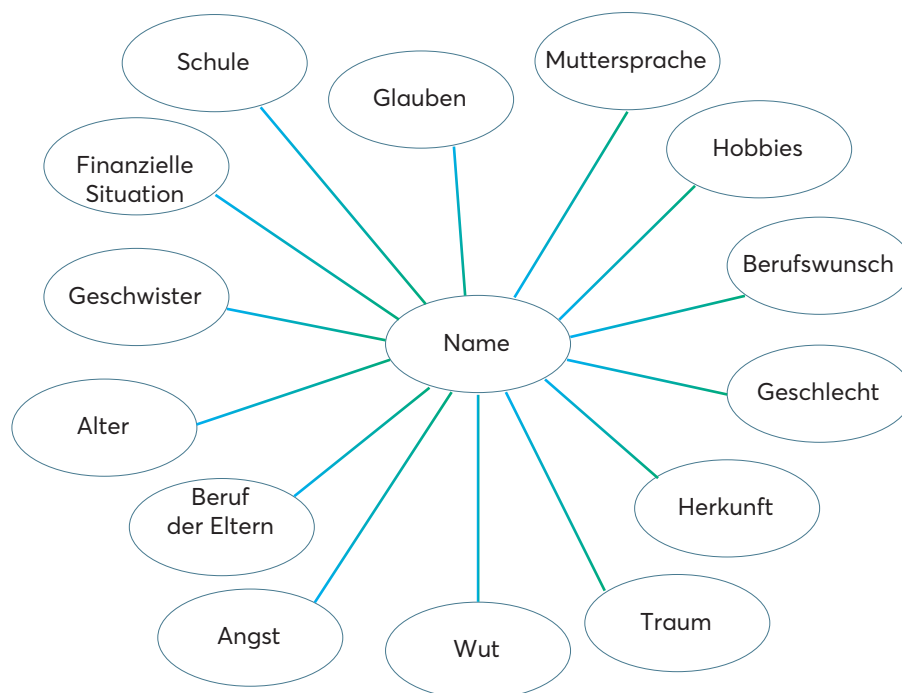 Schule
Glauben
Muttersprache
Finanzielle
Situation
Hobbies
Geschwister
Berufswunsch
Name
Alter
Geschlecht
Beruf
der Eltern
Herkunft
Angst
Wut
Traum